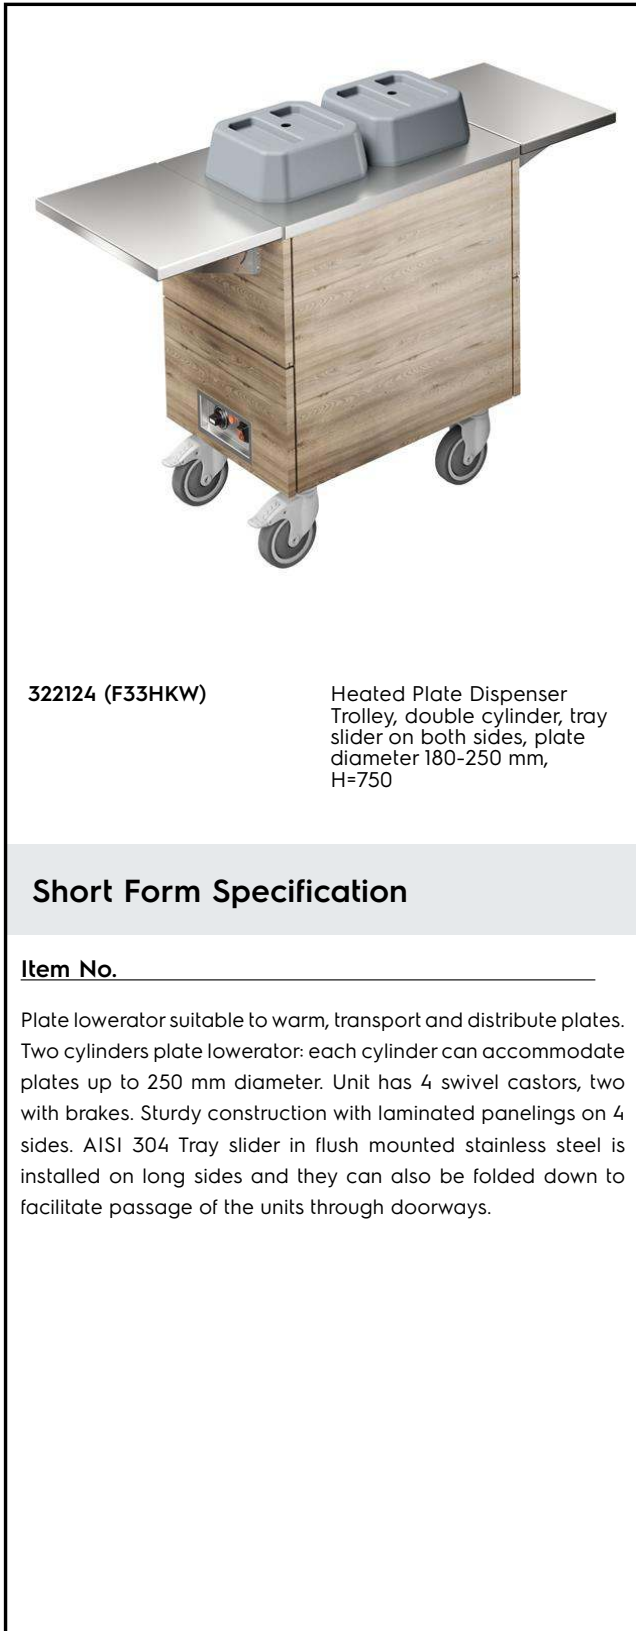 322124 (F33HKW)
Heated Plate Dispenser
Trolley, double cylinder, tray
slider on both sides, plate
diameter 180-250 mm,
H=750
Short Form Specification
Item No.
Plate lowerator suitable to warm, transport and distribute plates.
Two cylinders plate lowerator: each cylinder can accommodate
plates up to 250 mm diameter. Unit has 4 swivel castors, two
with brakes. Sturdy construction with laminated panelings on 4
sides. AISI 304 Tray slider in flush mounted stainless steel is
installed on long sides and they can also be folded down to
facilitate passage of the units through doorways.